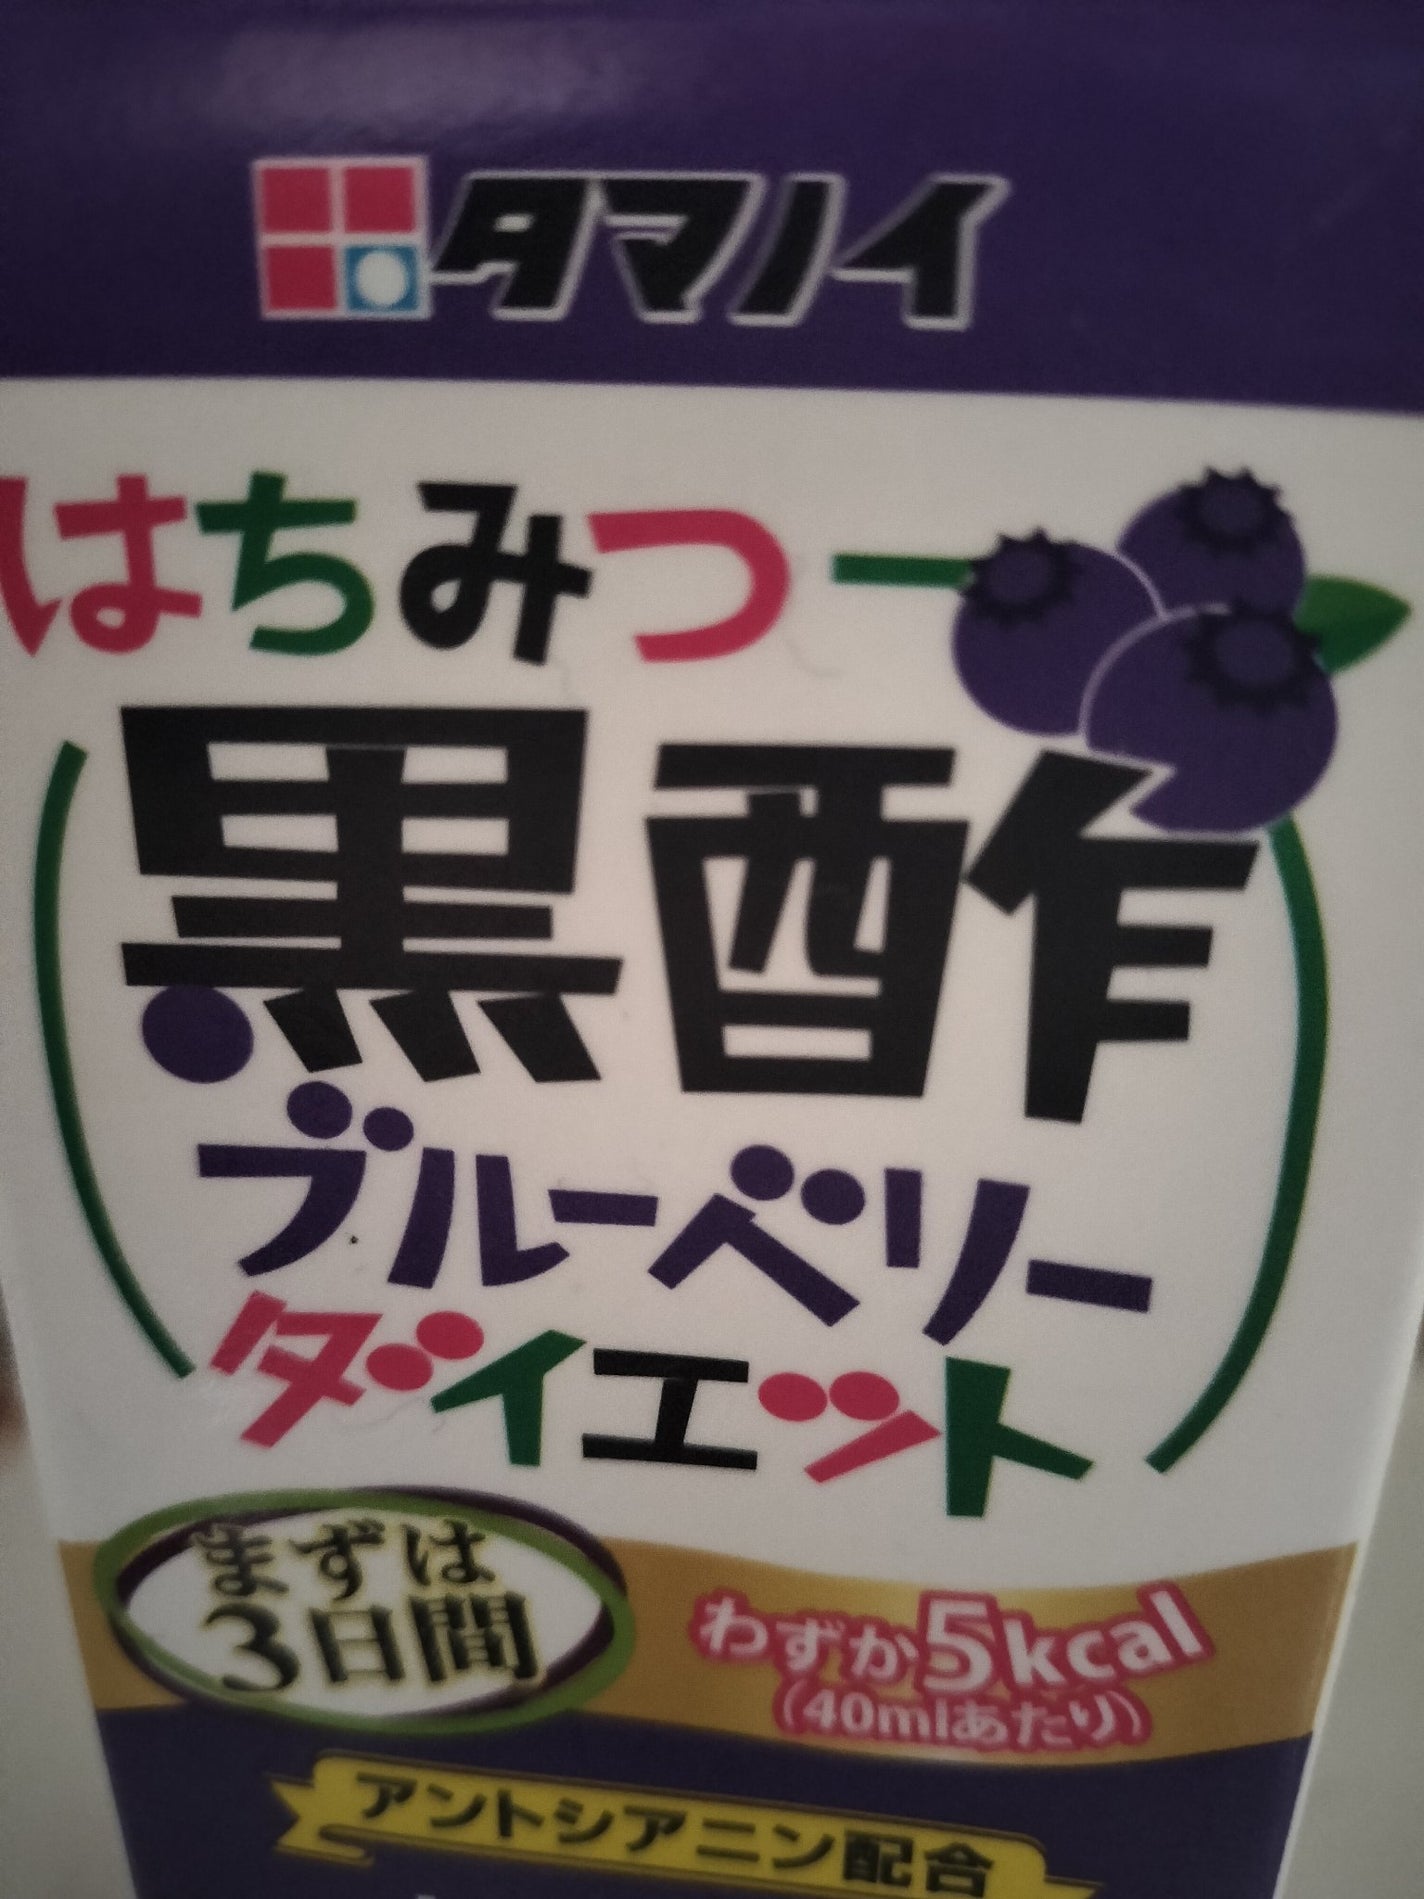 タマノイ
はちみつ
黒酢
ブルーベリー
ダイエット
まずは
3日間
わずか5kcal
(40mlあたり)
アントシアニン配合